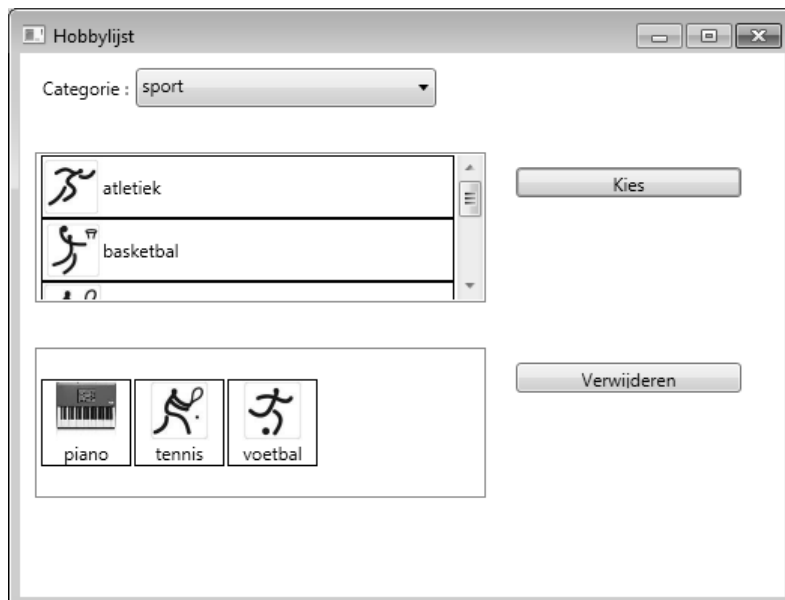 Hobbylijst
Categorie : sport
atletiek
Kies
basketbal
Verwijderen
piano tennis voetbal